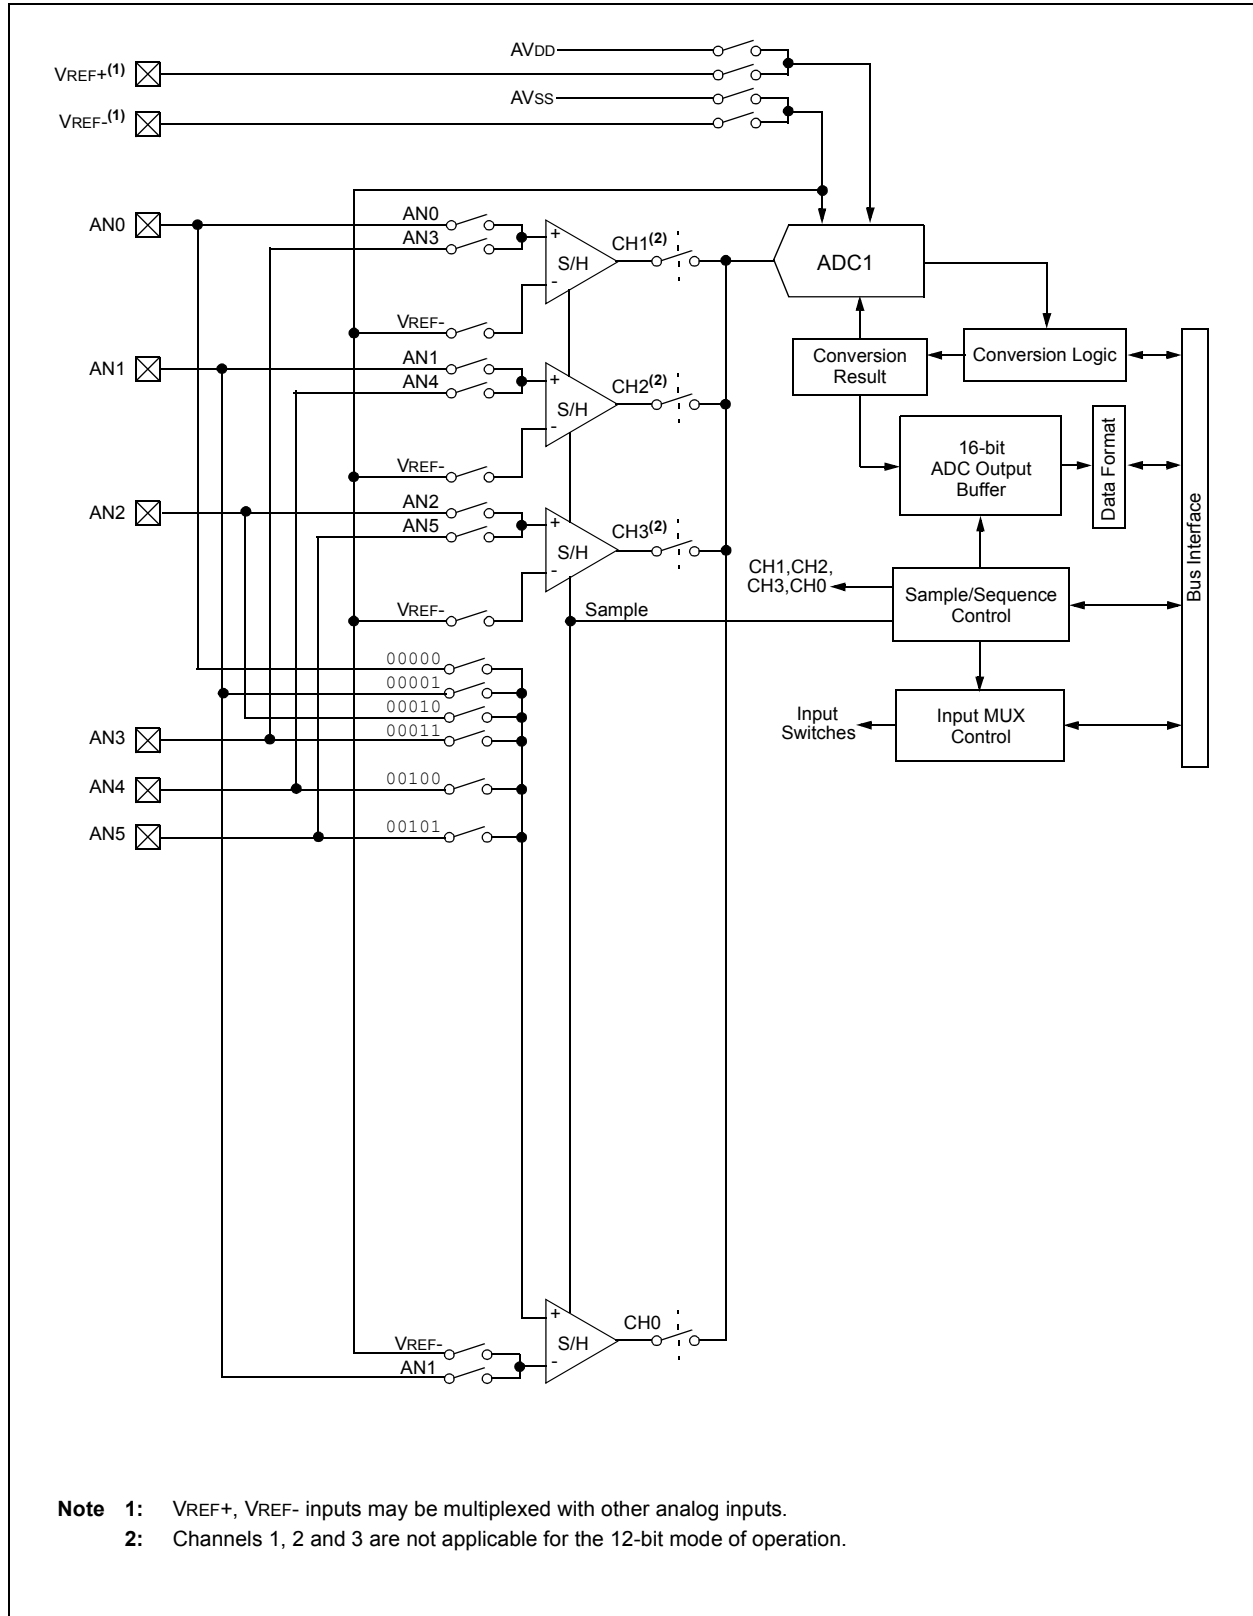 AVDD
VREF+(1)
AVSS
VREF-(1)
AN0
AN0
AN3
+
S/H
-
CH1(2)
VREF-
ADC1
AN1
AN1
AN4
+
S/H
-
CH2(2)
VREF-
Conversion
Result
Conversion Logic
16-bit
ADC Output
Buffer
Data Format
Bus Interface
AN2
AN2
AN5
+
S/H
-
CH3(2)
VREF-
CH1,CH2,
CH3,CH0
Sample/Sequence
Control
Sample
00000
00001
00010
00011
00100
00101
AN3
AN4
AN5
Input
Switches
Input MUX
Control
+
S/H
-
CH0
VREF-
AN1
Note 1: VREF+, VREF- inputs may be multiplexed with other analog inputs.
2: Channels 1, 2 and 3 are not applicable for the 12-bit mode of operation.